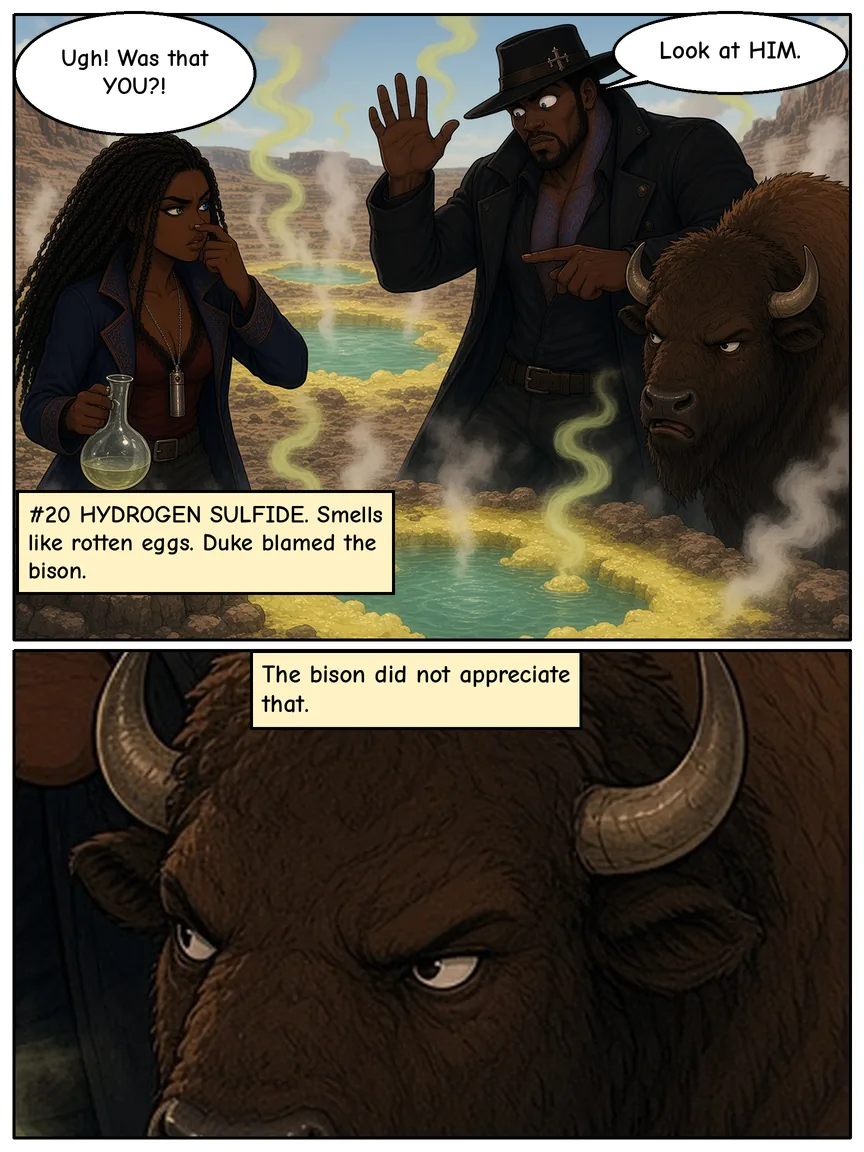 Ugh! Was that
YOU?!
Look at HIM.
#20 HYDROGEN SULFIDE. Smells
like rotten eggs. Duke blamed the
bison.
The bison did not appreciate
that.